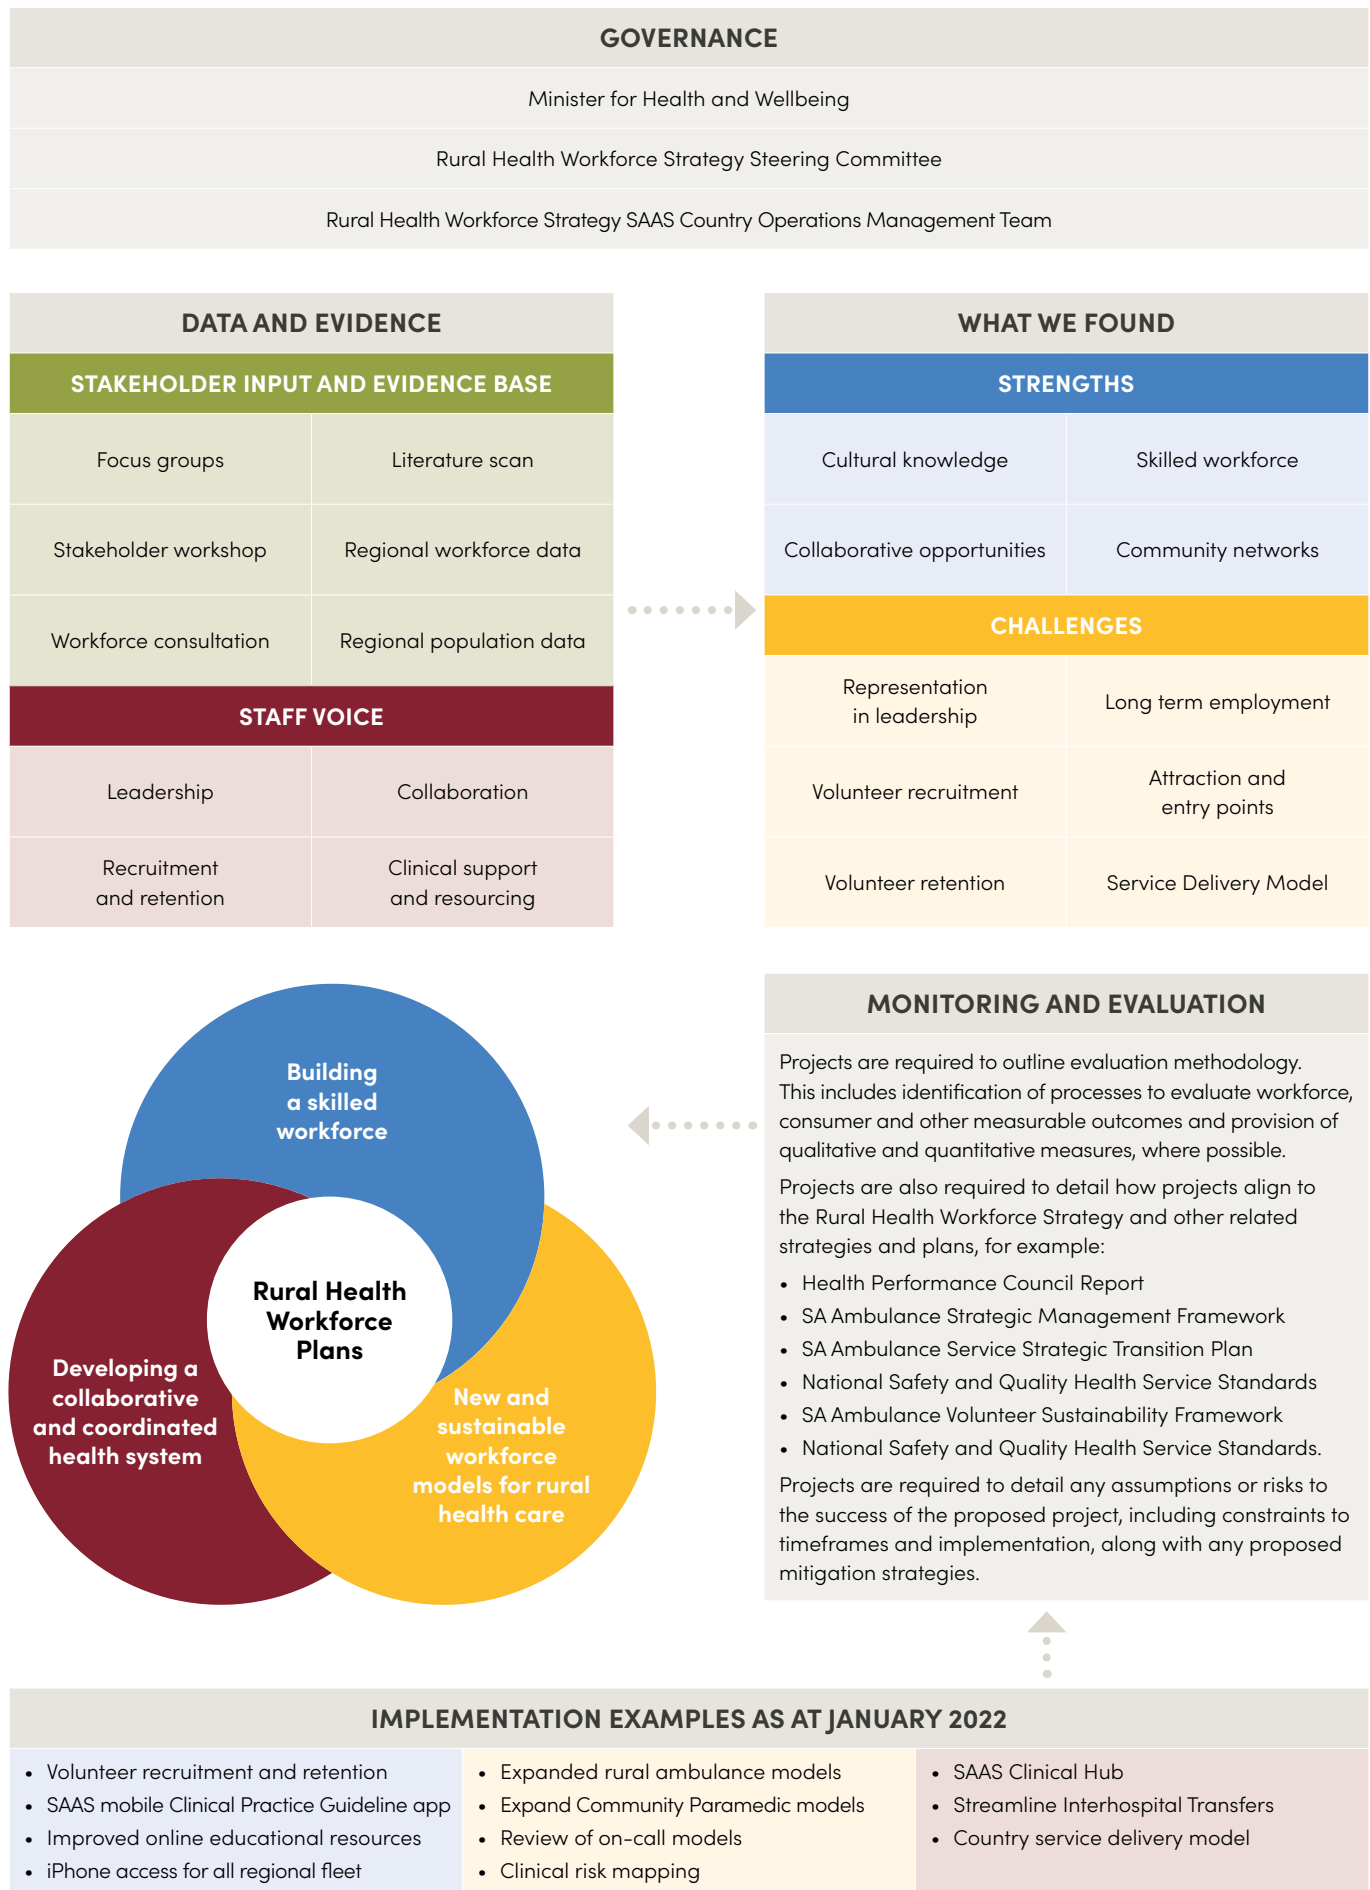 GOVERNANCE
Minister for Health and Wellbeing
Rural Health Workforce Strategy Steering Committee
Rural Health Workforce Strategy SAAS Country Operations Management Team
DATA AND EVIDENCE
STAKEHOLDER INPUT AND EVIDENCE BASE
Focus groups
Literature scan
Stakeholder workshop
Regional workforce data
Workforce consultation
Regional population data
STAFF VOICE
Leadership
Collaboration
Recruitment
and retention
Clinical support
and resourcing
WHAT WE FOUND
STRENGTHS
Cultural knowledge
Skilled workforce
Collaborative opportunities
Community networks
CHALLENGES
Representation
in leadership
Long term employment
Volunteer recruitment
Attraction and
entry points
Volunteer retention
Service Delivery Model
Building
a skilled
workforce
Rural Health
Workforce
Plans
Developing a
collaborative
and coordinated
health system
New and
sustainable
workforce
models for rural
health care
MONITORING AND EVALUATION
Projects are required to outline evaluation methodology.
This includes identification of processes to evaluate workforce,
consumer and other measurable outcomes and provision of
qualitative and quantitative measures, where possible.
Projects are also required to detail how projects align to
the Rural Health Workforce Strategy and other related
strategies and plans, for example:
• Health Performance Council Report
• SA Ambulance Strategic Management Framework
• SA Ambulance Service Strategic Transition Plan
• National Safety and Quality Health Service Standards
• SA Ambulance Volunteer Sustainability Framework
• National Safety and Quality Health Service Standards.
Projects are required to detail any assumptions or risks to
the success of the proposed project, including constraints to
timeframes and implementation, along with any proposed
mitigation strategies.
IMPLEMENTATION EXAMPLES AS AT JANUARY 2022
• Volunteer recruitment and retention
• SAAS mobile Clinical Practice Guideline app
• Improved online educational resources
• iPhone access for all regional fleet
• Expanded rural ambulance models
• Expand Community Paramedic models
• Review of on-call models
• Clinical risk mapping
• SAAS Clinical Hub
• Streamline Interhospital Transfers
• Country service delivery model